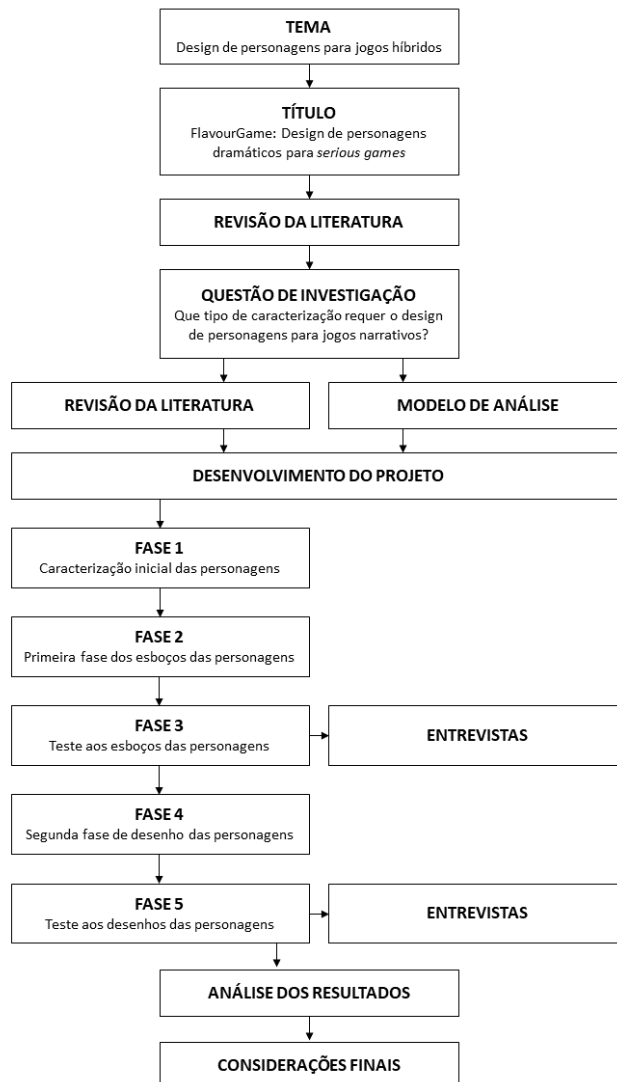 TEMA
Design de personagens para jogos híbridos
TÍTULO
FlavourGame: Design de personagens
dramáticos para serious games
REVISÃO DA LITERATURA
QUESTÃO DE INVESTIGAÇÃO
Que tipo de caracterização requer o design
de personagens para jogos narrativos?
REVISÃO DA LITERATURA
MODELO DE ANÁLISE
DESENVOLVIMENTO DO PROJETO
FASE 1
Caracterização inicial das personagens
FASE 2
Primeira fase dos esboços das personagens
FASE 3
Teste aos esboços das personagens
ENTREVISTAS
FASE 4
Segunda fase de desenho das personagens
FASE 5
Teste aos desenhos das personagens
ENTREVISTAS
ANÁLISE DOS RESULTADOS
CONSIDERAÇÕES FINAIS